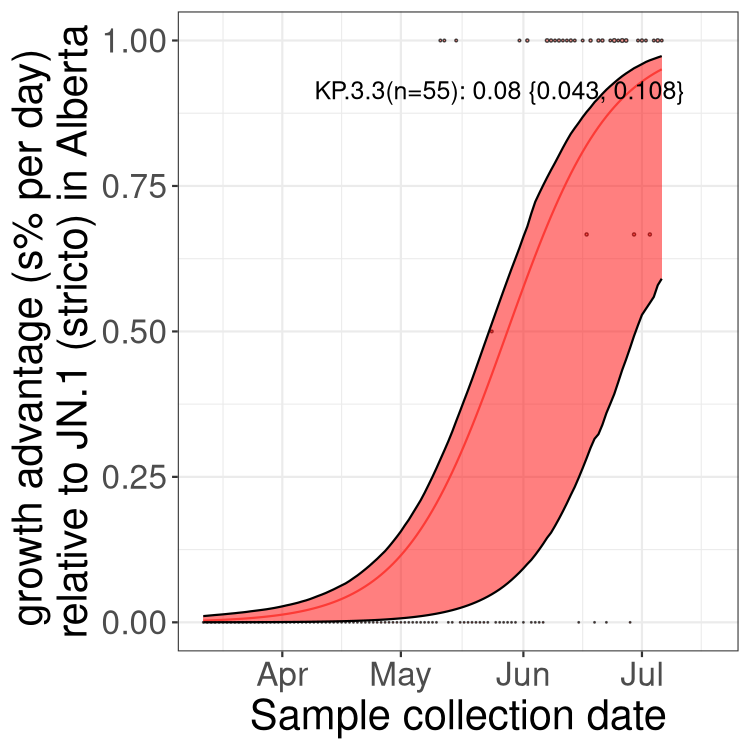 growth advantage (s% per day)
relative to JN.1 (stricto) in Alberta
1.00
0.75
0.50
0.25
0.00
KP.3.3(n=55): 0.08 {0.043, 0.108}
Apr May Jun Jul
Sample collection date